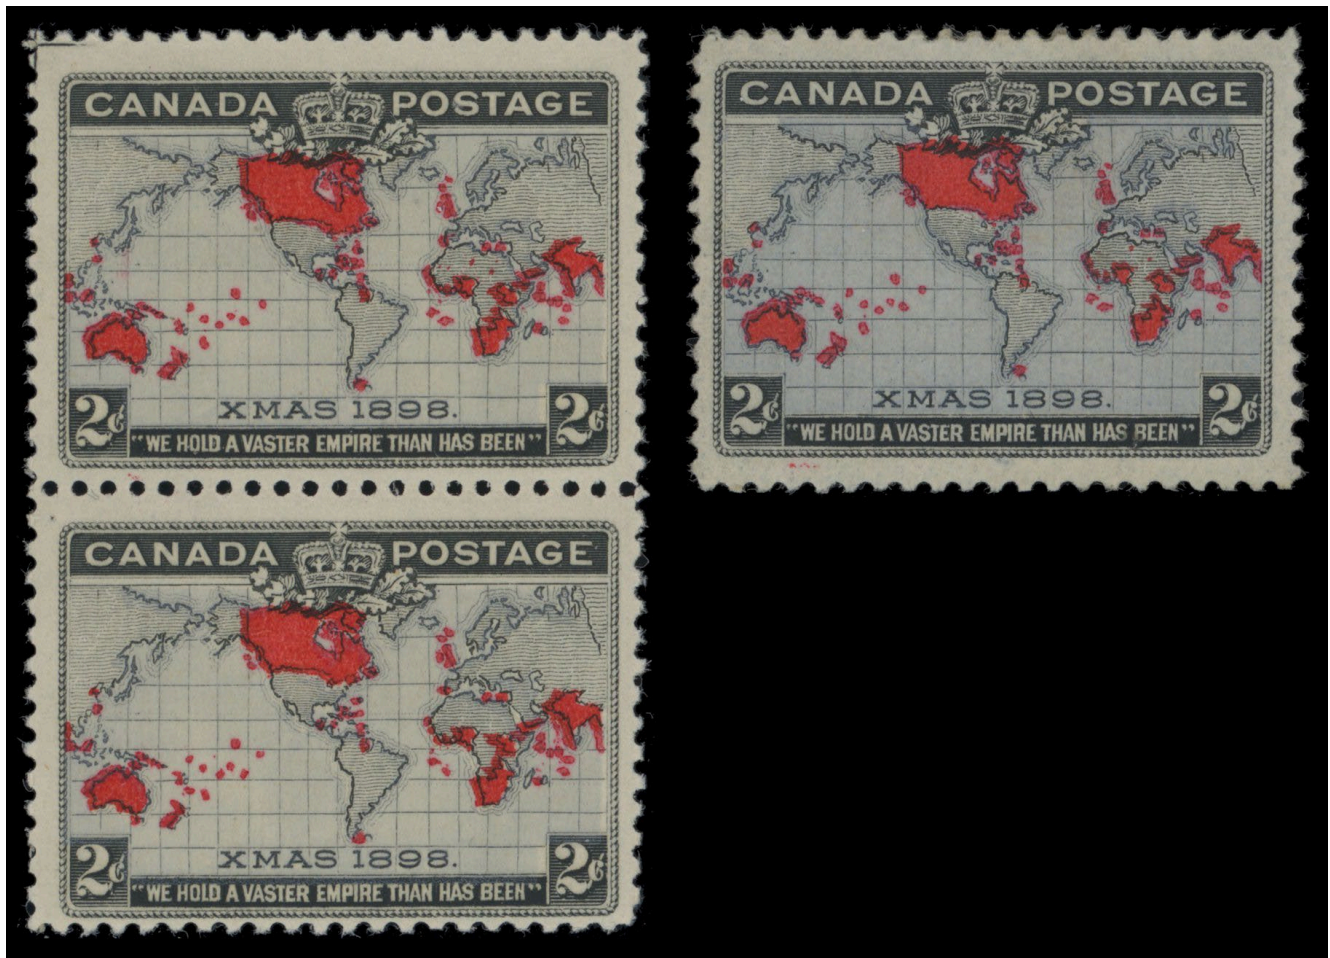 CANADA POSTAGE
XMAS 1898.
2¢ 2¢
"WE HOLD A VASTER EMPIRE THAN HAS BEEN"
CANADA POSTAGE
XMAS 1898.
2¢ 2¢
"WE HOLD A VASTER EMPIRE THAN HAS BEEN"
CANADA POSTAGE
XMAS 1898.
2¢ 2¢
"WE HOLD A VASTER EMPIRE THAN HAS BEEN"